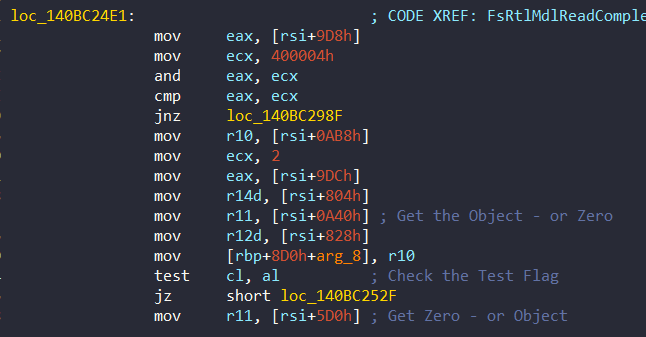 loc_140BC24E1: ; CODE XREF: FsRtlMdlReadComple
mov eax, [rsi+9D8h]
mov ecx, 400004h
and eax, ecx
cmp eax, ecx
jnz loc_140BC298F
mov r10, [rsi+0AB8h]
mov ecx, 2
mov eax, [rsi+9DCh]
mov r14d, [rsi+804h]
mov r11, [rsi+0A40h] ; Get the Object - or Zero
mov r12d, [rsi+828h]
mov [rbp+8D0h+arg_8], r10
test cl, al ; Check the Test Flag
jz short loc_140BC252F
mov r11, [rsi+5D0h] ; Get Zero - or Object